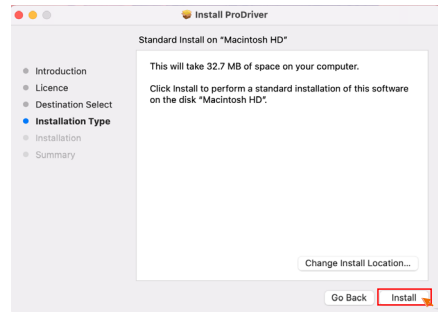 Install ProDriver
Standard Install on “Macintosh HD”
Introduction
Licence
Destination Select
Installation Type
Installation
Summary
This will take 32.7 MB of space on your computer.
Click Install to perform a standard installation of this software
on the disk “Macintosh HD”.
Change Install Location...
Go Back
Install